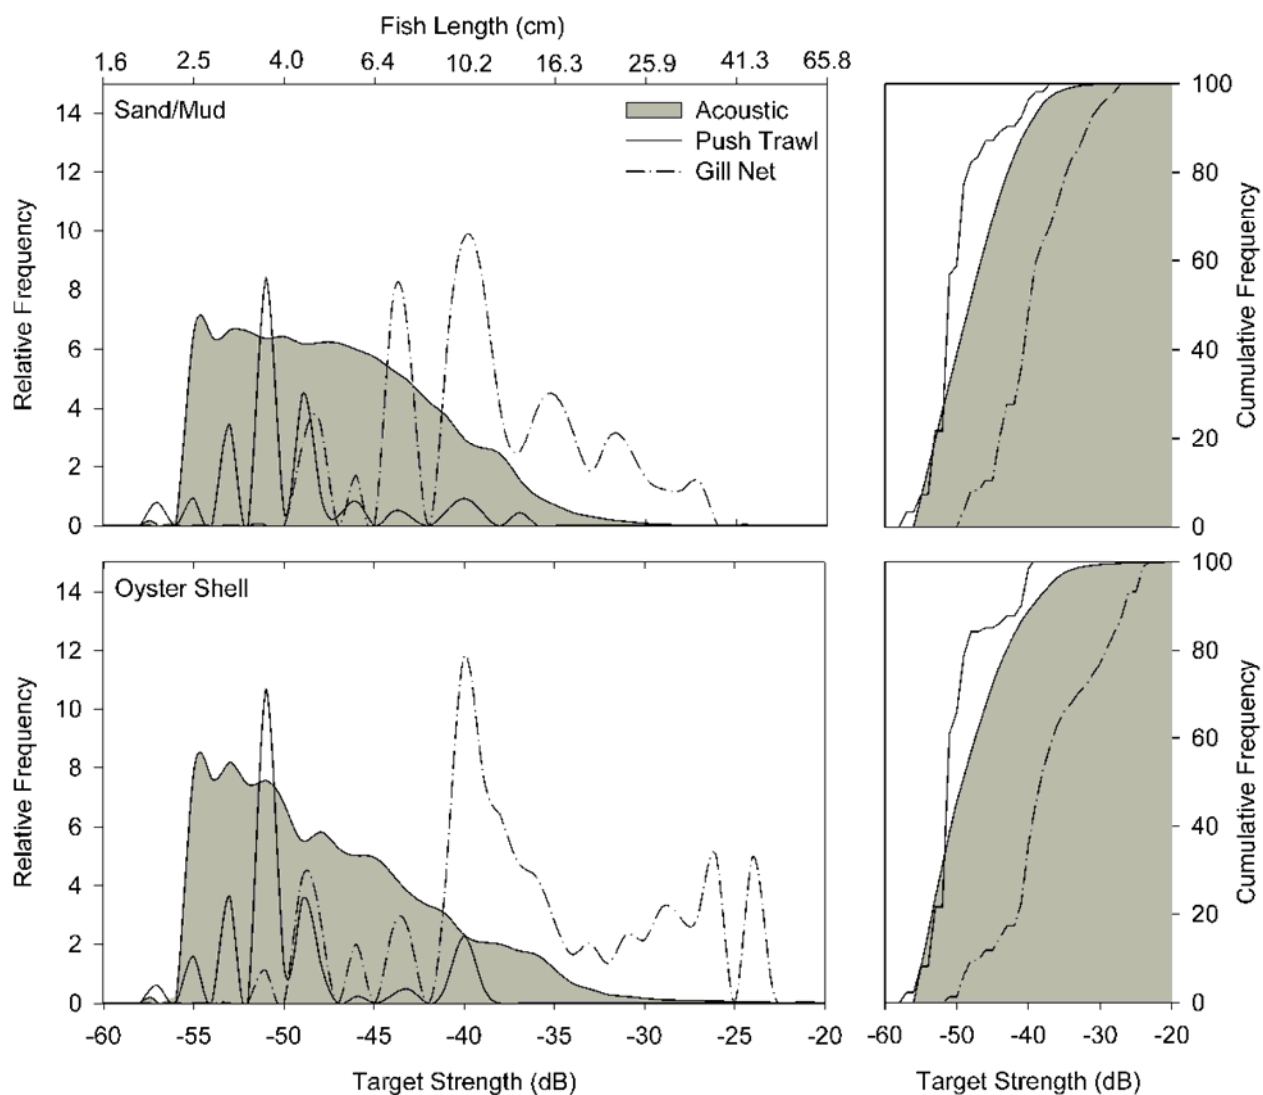 Fish Length (cm)
1.6 2.5 4.0 6.4 10.2 16.3 25.9 41.3 65.8
Sand/Mud
Acoustic
Push Trawl
Gill Net
Relative Frequency
14
12
10
8
6
4
2
0
100
80
60
40
20
0
Cumulative Frequency
Oyster Shell
Relative Frequency
14
12
10
8
6
4
2
0
-60 -55 -50 -45 -40 -35 -30 -25 -20
Target Strength (dB)
100
80
60
40
20
0
Cumulative Frequency
-60 -50 -40 -30 -20
Target Strength (dB)